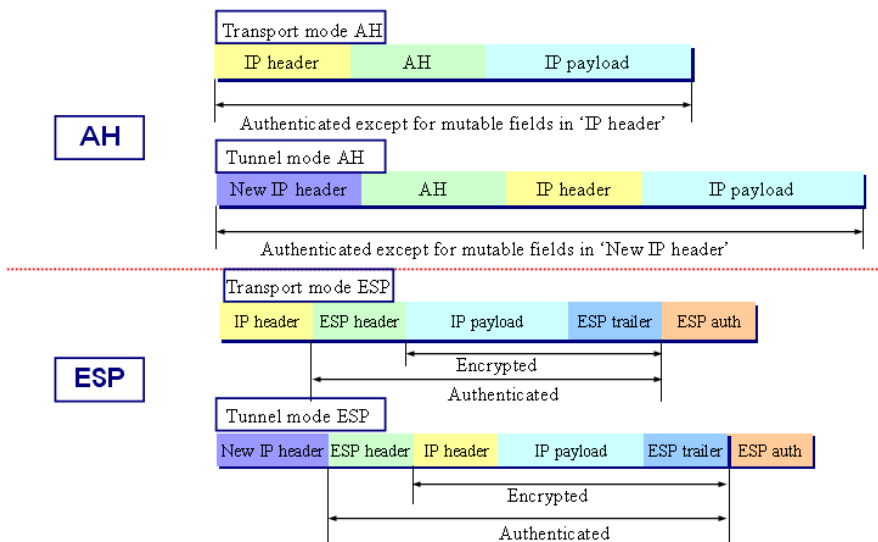 Transport mode AH
IP header AH IP payload
Authenticated except for mutable fields in ‘IP header’
AH
Tunnel mode AH
New IP header AH IP header IP payload
Authenticated except for mutable fields in ‘New IP header’
Transport mode ESP
IP header ESP header IP payload ESP trailer ESP auth
Encrypted
ESP
Authenticated
Tunnel mode ESP
New IP header ESP header IP header IP payload ESP trailer ESP auth
Encrypted
Authenticated